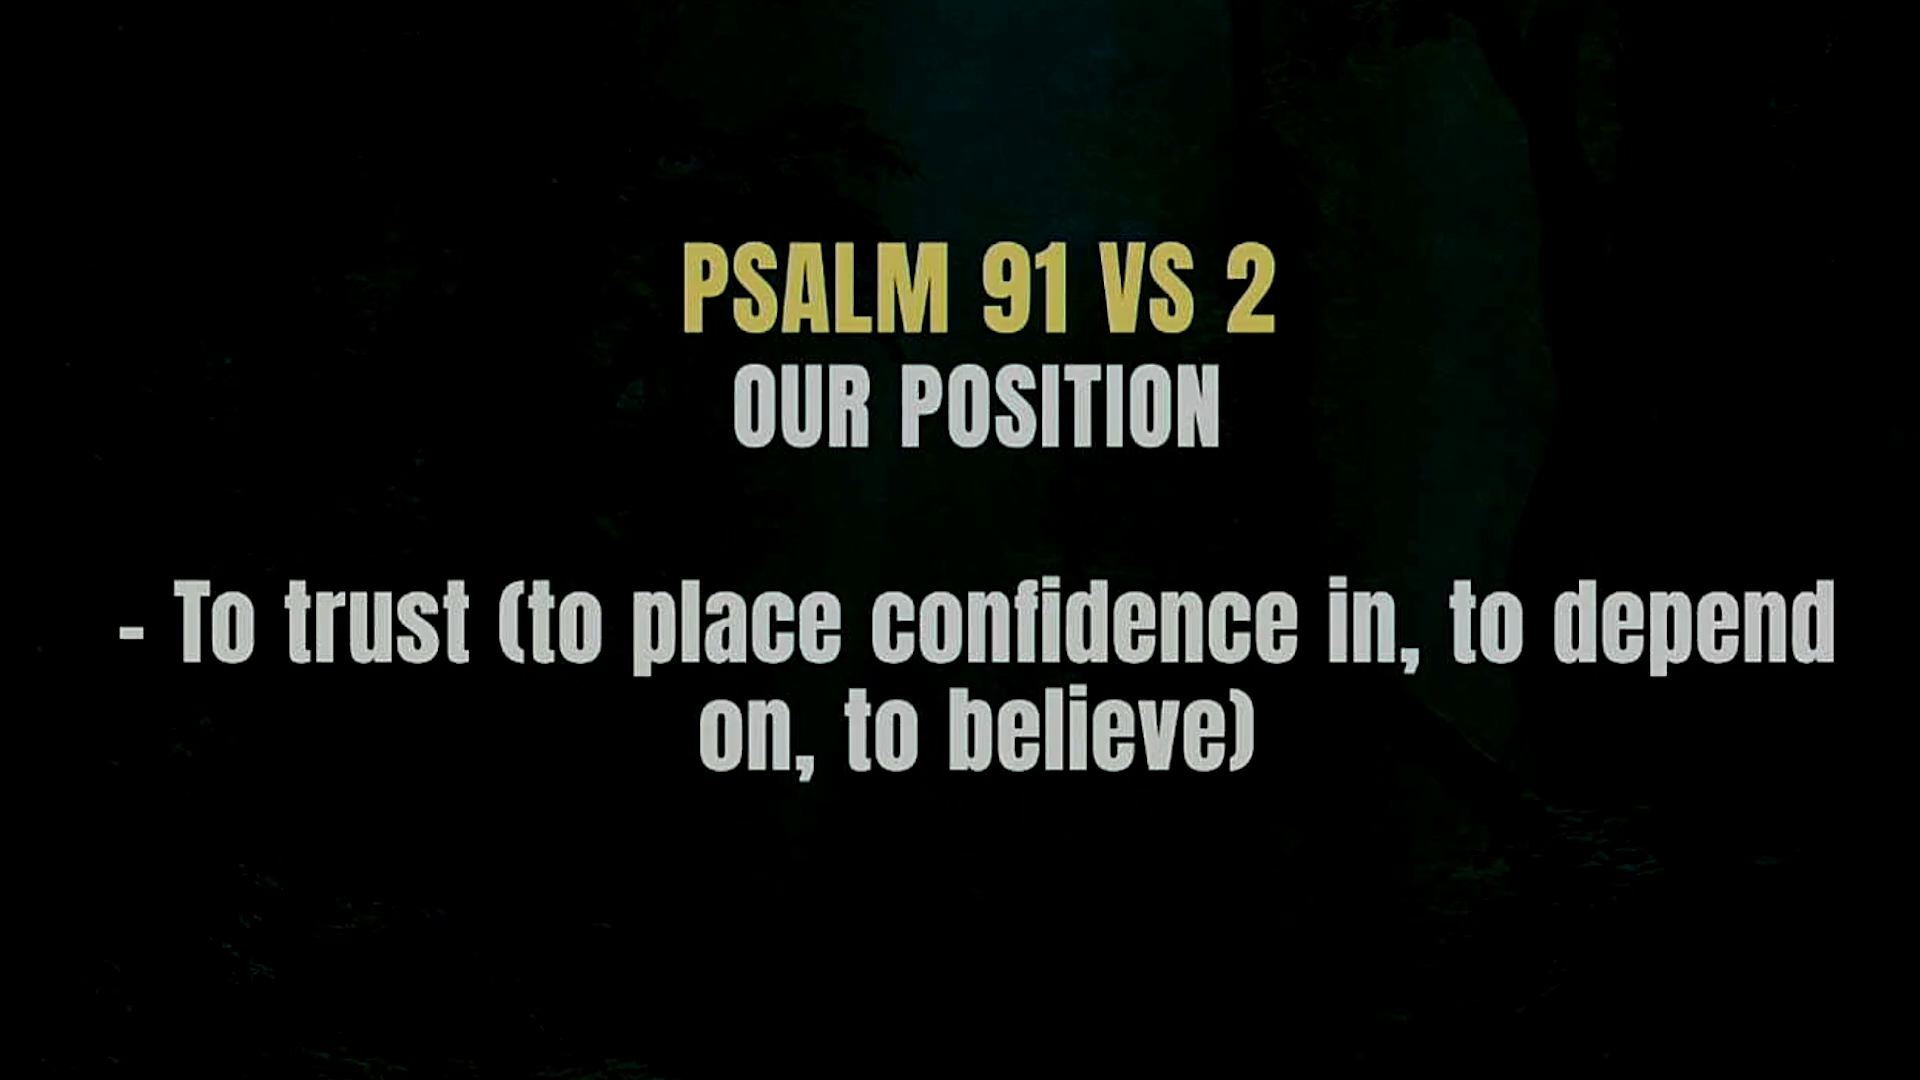 PSALM 91 VS 2
OUR POSITION
- To trust (to place confidence in, to depend
on, to believe)